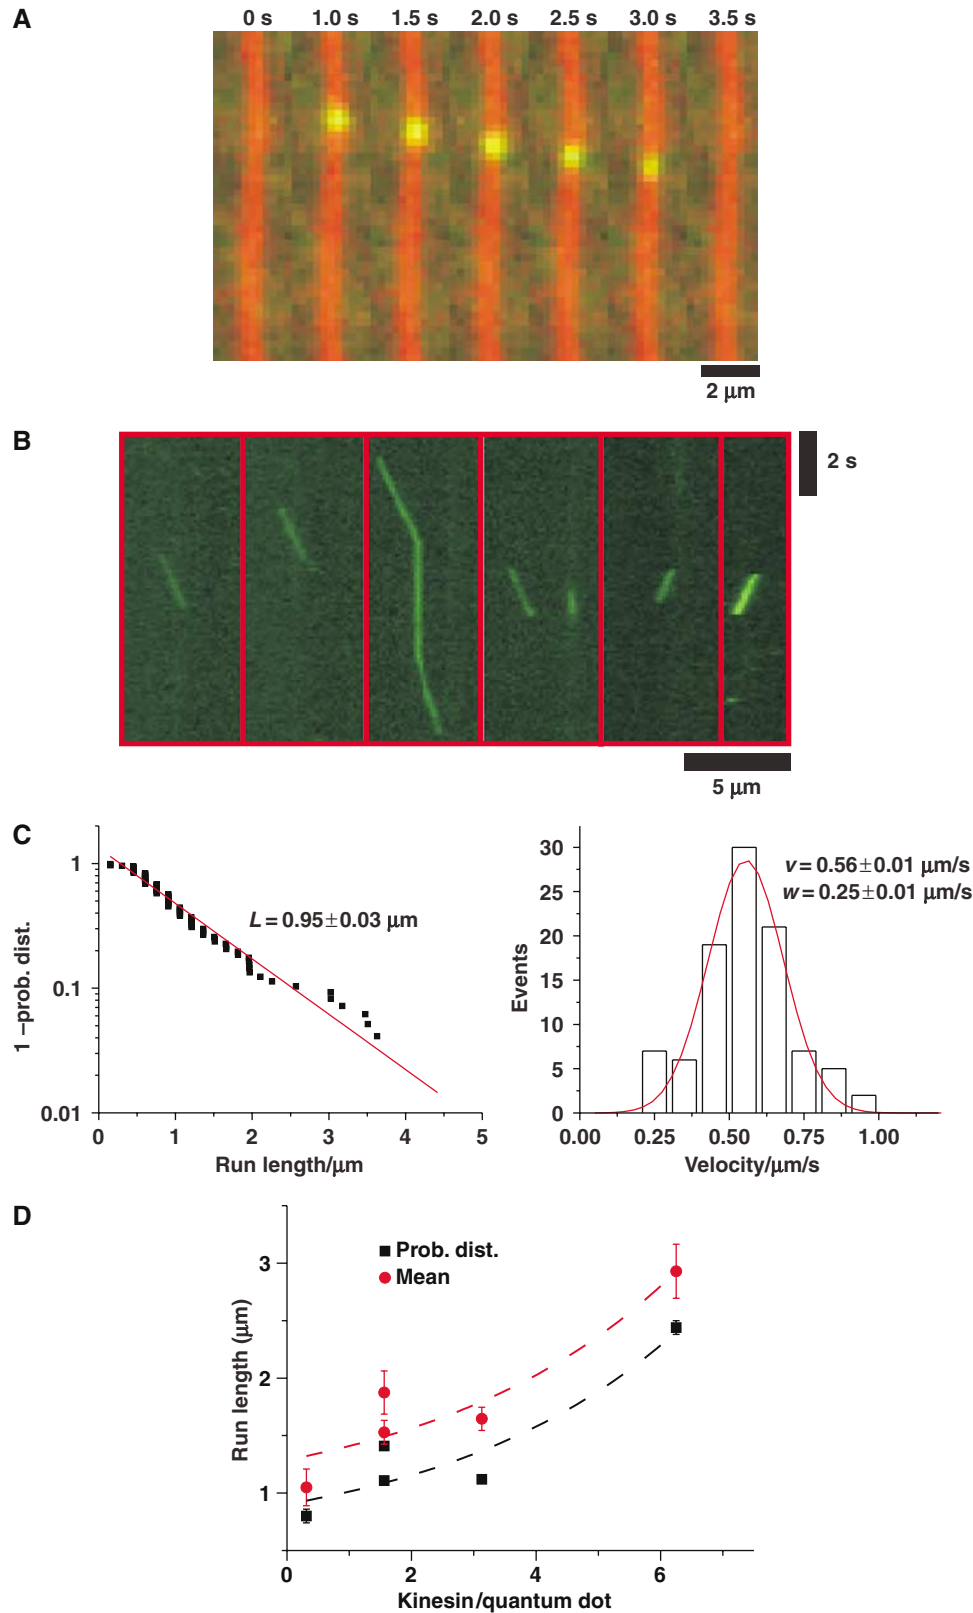 A
0 s 1.0 s 1.5 s 2.0 s 2.5 s 3.0 s 3.5 s
2 μm
B
2 s
5 μm
C
1 –prob. dist.
1
0.1
0.01
0 1 2 3 4 5
Run length/μm
L = 0.95±0.03 μm
Events
30
25
20
15
10
5
0
0.00 0.25 0.50 0.75 1.00
Velocity/μm/s
v = 0.56±0.01 μm/s
w = 0.25±0.01 μm/s
D
Run length (μm)
3
2
1
0 2 4 6
Kinesin/quantum dot
Prob. dist.
Mean